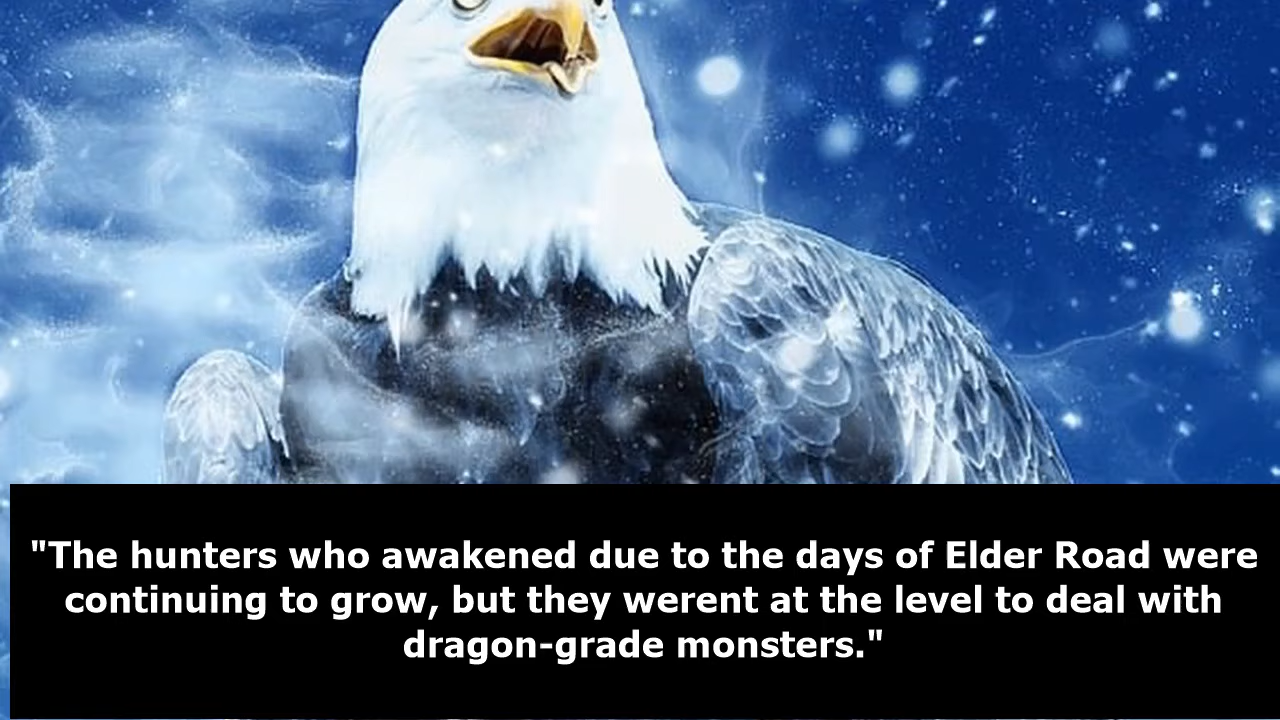 "The hunters who awakened due to the days of Elder Road were
continuing to grow, but they werent at the level to deal with
dragon-grade monsters."